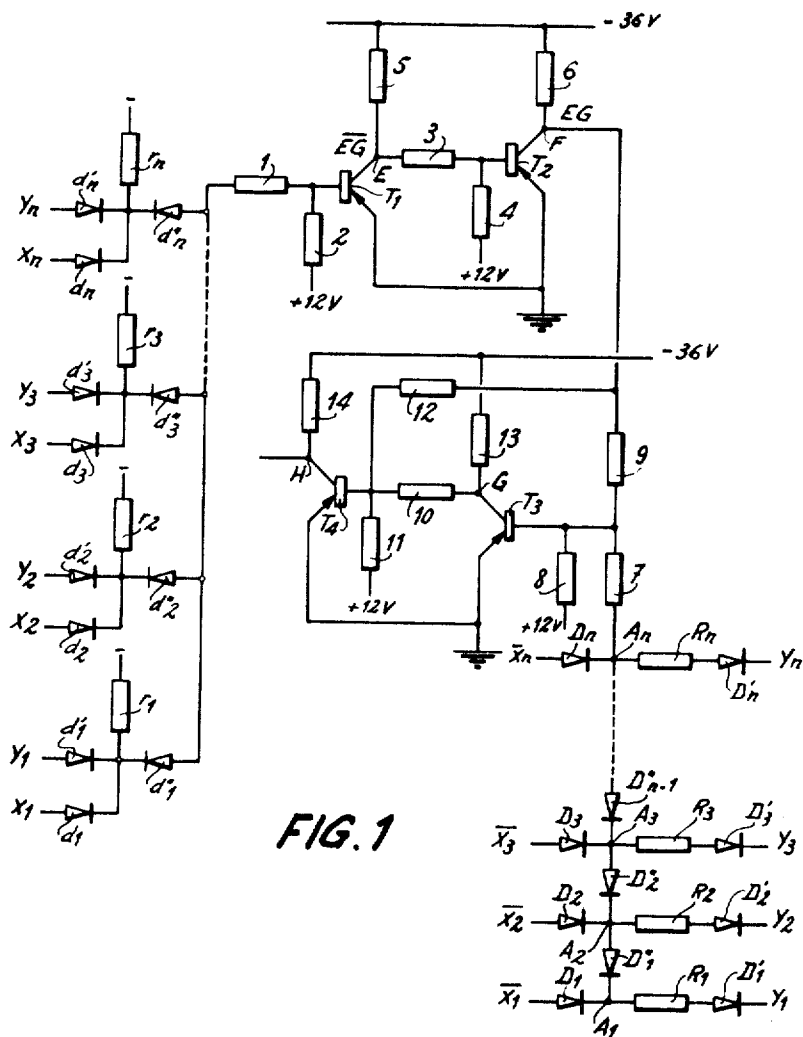 -36V
5
6
EG
EG
F
E
3
T2
1
T1
4
2
+12V
+12V
rn
Yn
d'n
d"n
Xn
dn
r3
Y3
d'3
d"3
X3
d3
r2
Y2
d'2
d"2
X2
d2
r1
Y1
d'1
d"1
X1
d1
-36V
14
12
13
9
H
G
T3
T4
10
11
8
7
+12V
+12V
Xn
Dn
An
Rn
D'n
Yn
D"n-1
X3
D3
A3
R3
D'3
Y3
D"2
X2
D2
A2
R2
D'2
Y2
D"1
X1
D1
A1
R1
D'1
Y1
FIG.1